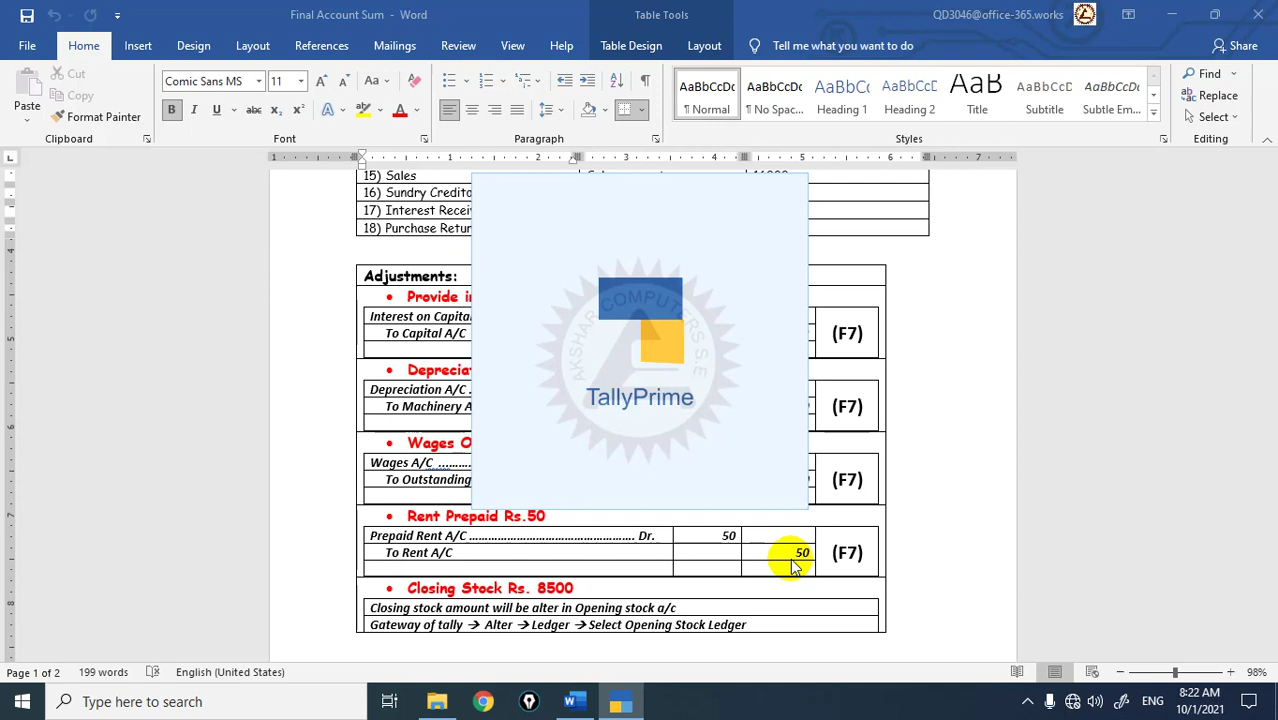 Final Account Sum - Word
Table Tools
QD3046@office-365.works
File Home Insert Design Layout References Mailings Review View Help Table Design Layout Tell me what you want to do Share
Paste
Cut
Copy
Format Painter
Clipboard
Comic Sans MS 11
Font
Paragraph
AaBbCcDc ¶ Normal
AaBbCcDc ¶ No Spac...
AaBbCcD Heading 1
AaBbCcD Heading 2
AaB Title
AaBbCcD Subtitle
AaBbCcDc Subtle Em...
Styles
Find
Replace
Select
Editing
15) Sales
16) Sundry Credito
17) Interest Recei
18) Purchase Retur
Adjustments:
Provide i
Interest on Capita
To Capital A/C
(F7)
Deprecia
Depreciation A/C
To Machinery A
(F7)
Wages O
Wages A/C ...……..
To Outstanding
(F7)
AKSHAR COMPUTERS S.E.
TallyPrime
Rent Prepaid Rs.50
Prepaid Rent A/C ………………………………………. Dr. 50
To Rent A/C 50
(F7)
Closing Stock Rs. 8500
Closing stock amount will be alter in Opening stock a/c
Gateway of tally → Alter → Ledger → Select Opening Stock Ledger
Page 1 of 2 199 words English (United States) 98%
Type here to search
ENG
8:22 AM
10/1/2021